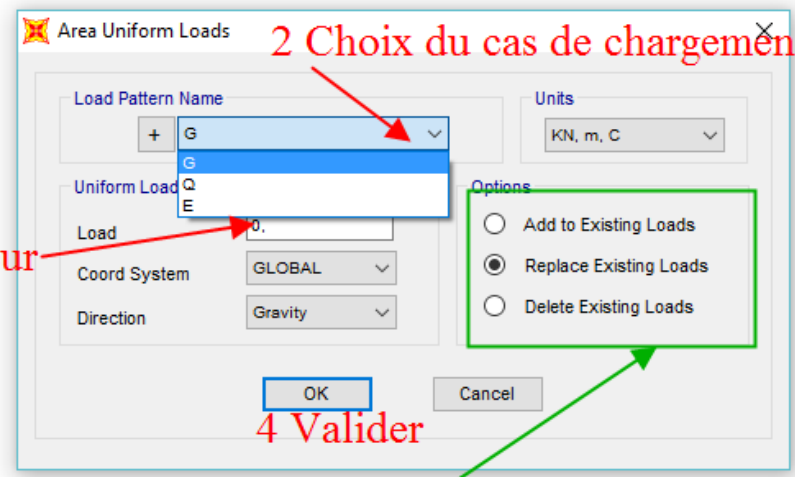 Area Uniform Loads
2 Choix du cas de chargemen
Load Pattern Name
Units
+
G
KN, m, C
G
Q
E
Uniform Load
Options
Load
0,
Add to Existing Loads
ur
Coord System
GLOBAL
Replace Existing Loads
Direction
Gravity
Delete Existing Loads
OK
Cancel
4 Valider